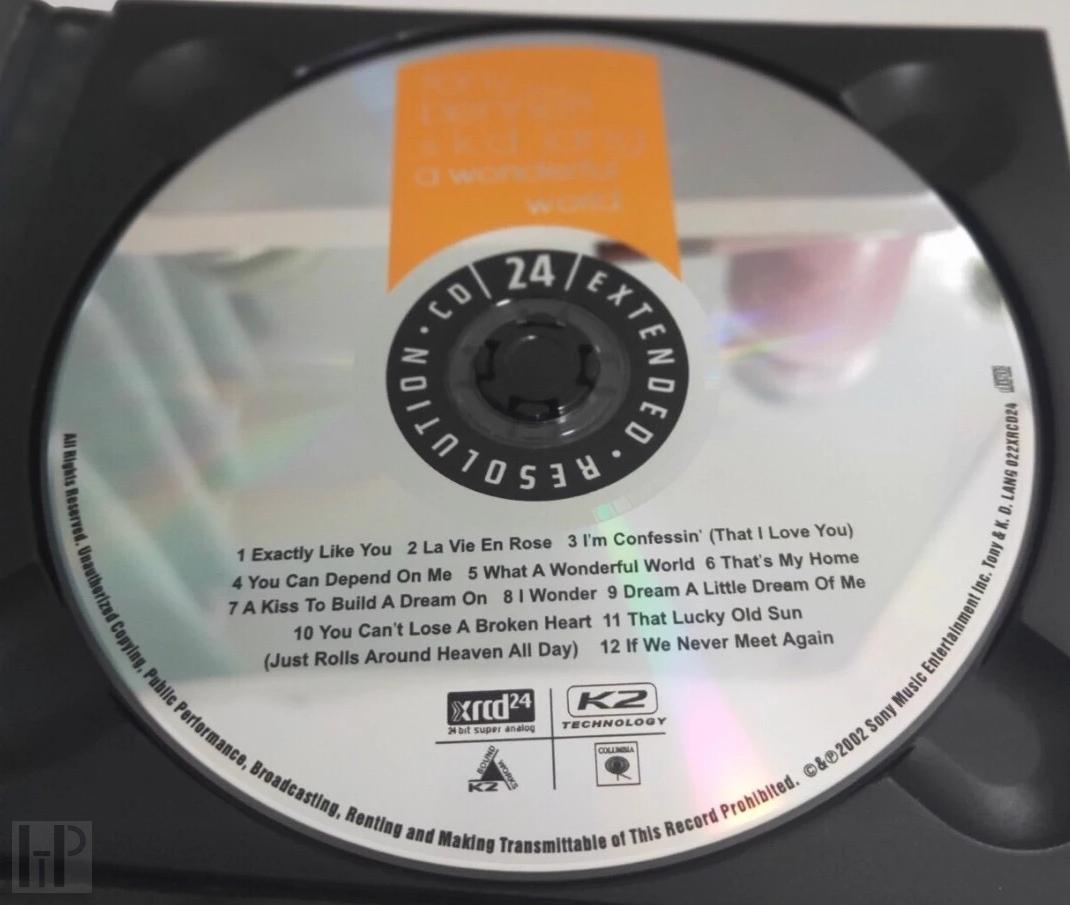 tony
bennett
& k.d. lang
a wonderful
world
CD | 24 | EXTENDED · RESOLUTION ·
1 Exactly Like You 2 La Vie En Rose 3 I'm Confessin' (That I Love You)
4 You Can Depend On Me 5 What A Wonderful World 6 That's My Home
7 A Kiss To Build A Dream On 8 I Wonder 9 Dream A Little Dream Of Me
10 You Can't Lose A Broken Heart 11 That Lucky Old Sun
(Just Rolls Around Heaven All Day) 12 If We Never Meet Again
xrcd24
24 bit super analog
K2
TECHNOLOGY
SOUND WORKS
K2
COLUMBIA
All Rights Reserved. Unauthorized Copying, Public Performance, Broadcasting, Renting and Making Transmittable of This Record Prohibited. ©&℗2002 Sony Music Entertainment Inc. Tony & K. D. LANG 022XRCD24
HiP